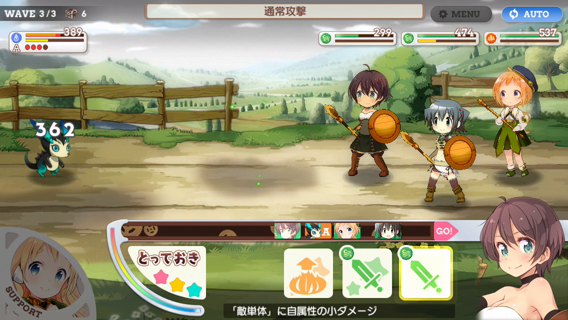 WAVE 3/3 6
通常攻撃
MENU
AUTO
389
A
299
474
537
362
A
GO!
とっておき
SUPPORT
「敵単体」に自属性の小ダメージ